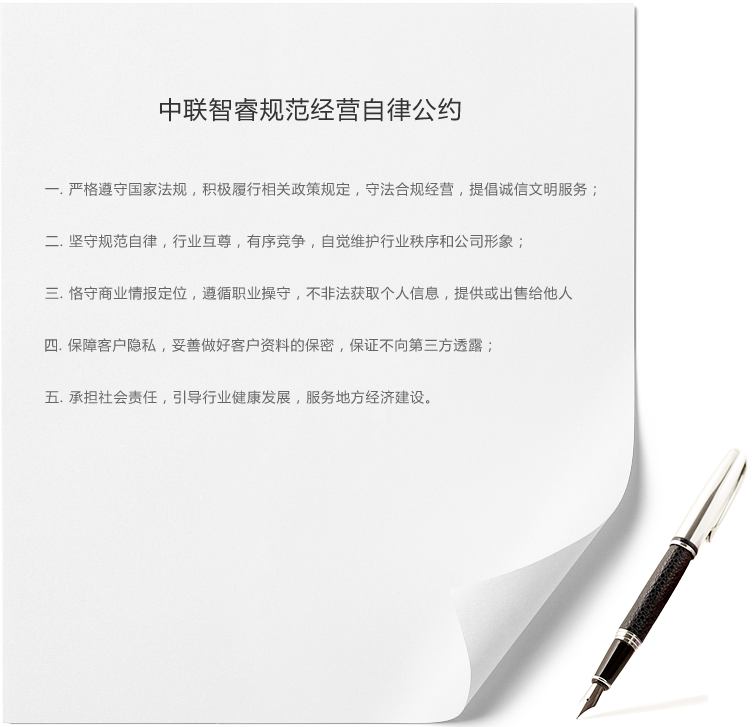 中联智睿规范经营自律公约
一. 严格遵守国家法规，积极履行相关政策规定，守法合规经营，提倡诚信文明服务；
二. 坚守规范自律，行业互尊，有序竞争，自觉维护行业秩序和公司形象；
三. 恪守商业情报定位，遵循职业操守，不非法获取个人信息，提供或出售给他人
四. 保障客户隐私，妥善做好客户资料的保密，保证不向第三方透露；
五. 承担社会责任，引导行业健康发展，服务地方经济建设。